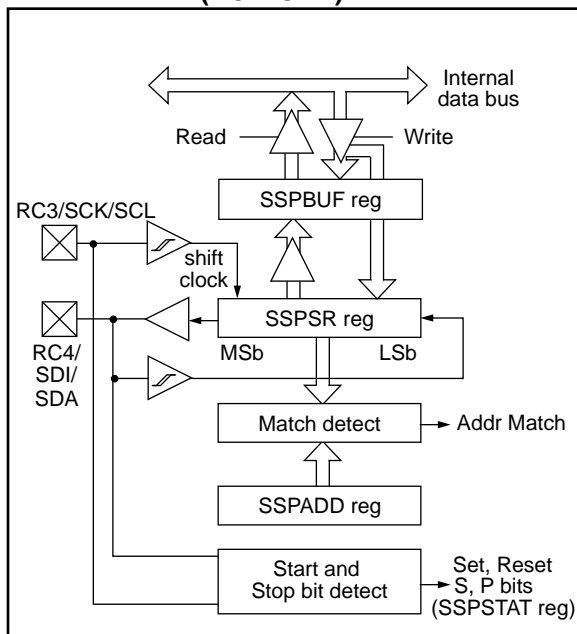 Internal
data bus
Read
Write
SSPBUF reg
RC3/SCK/SCL
shift
clock
SSPSR reg
MSb
LSb
RC4/
SDI/
SDA
Match detect
Addr Match
SSPADD reg
Start and
Stop bit detect
Set, Reset
S, P bits
(SSPSTAT reg)